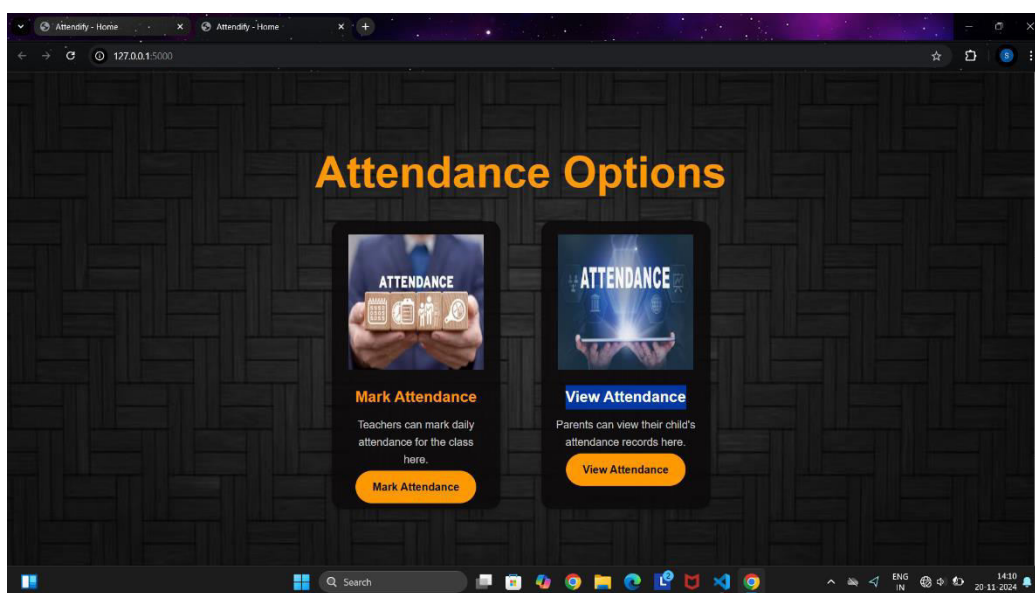 Attendify - Home
Attendify - Home
127.0.0.1:5000
S
Attendance Options
ATTENDANCE
ATTENDANCE
Mark Attendance
View Attendance
Teachers can mark daily
attendance for the class
here.
Parents can view their child's
attendance records here.
Mark Attendance
View Attendance
Search
L
2
ENG
IN
14:10
20-11-2024